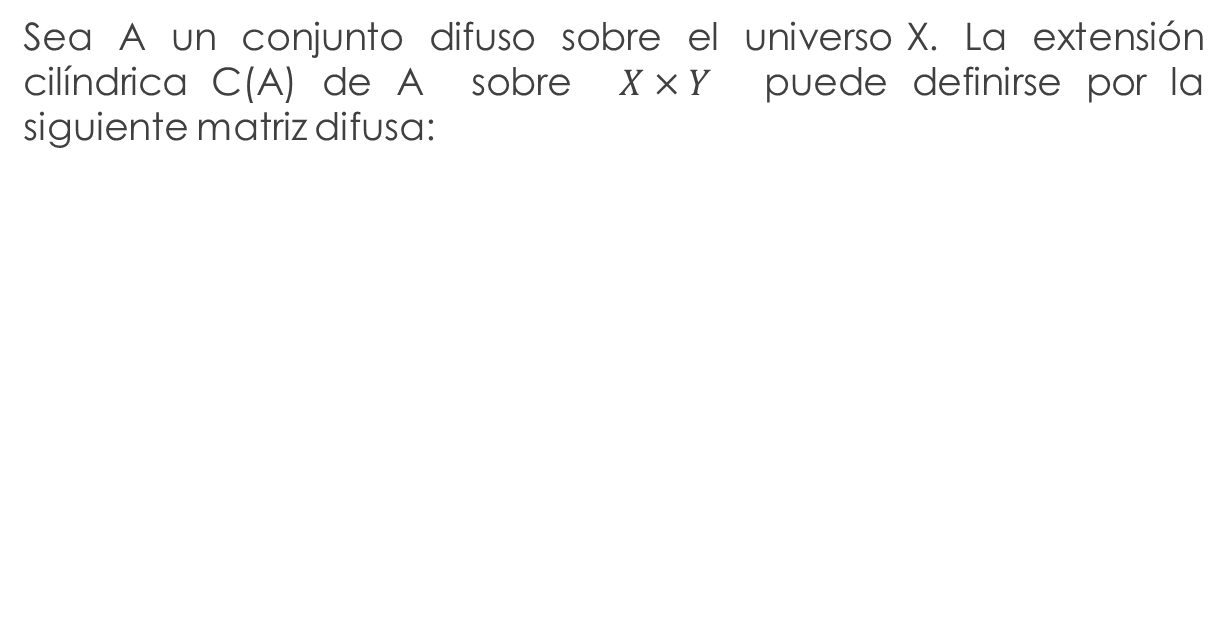 Sea A un conjunto difuso sobre el universo X. La extensión
cilíndrica C(A) de A sobre X × Y puede definirse por la
siguiente matriz difusa: